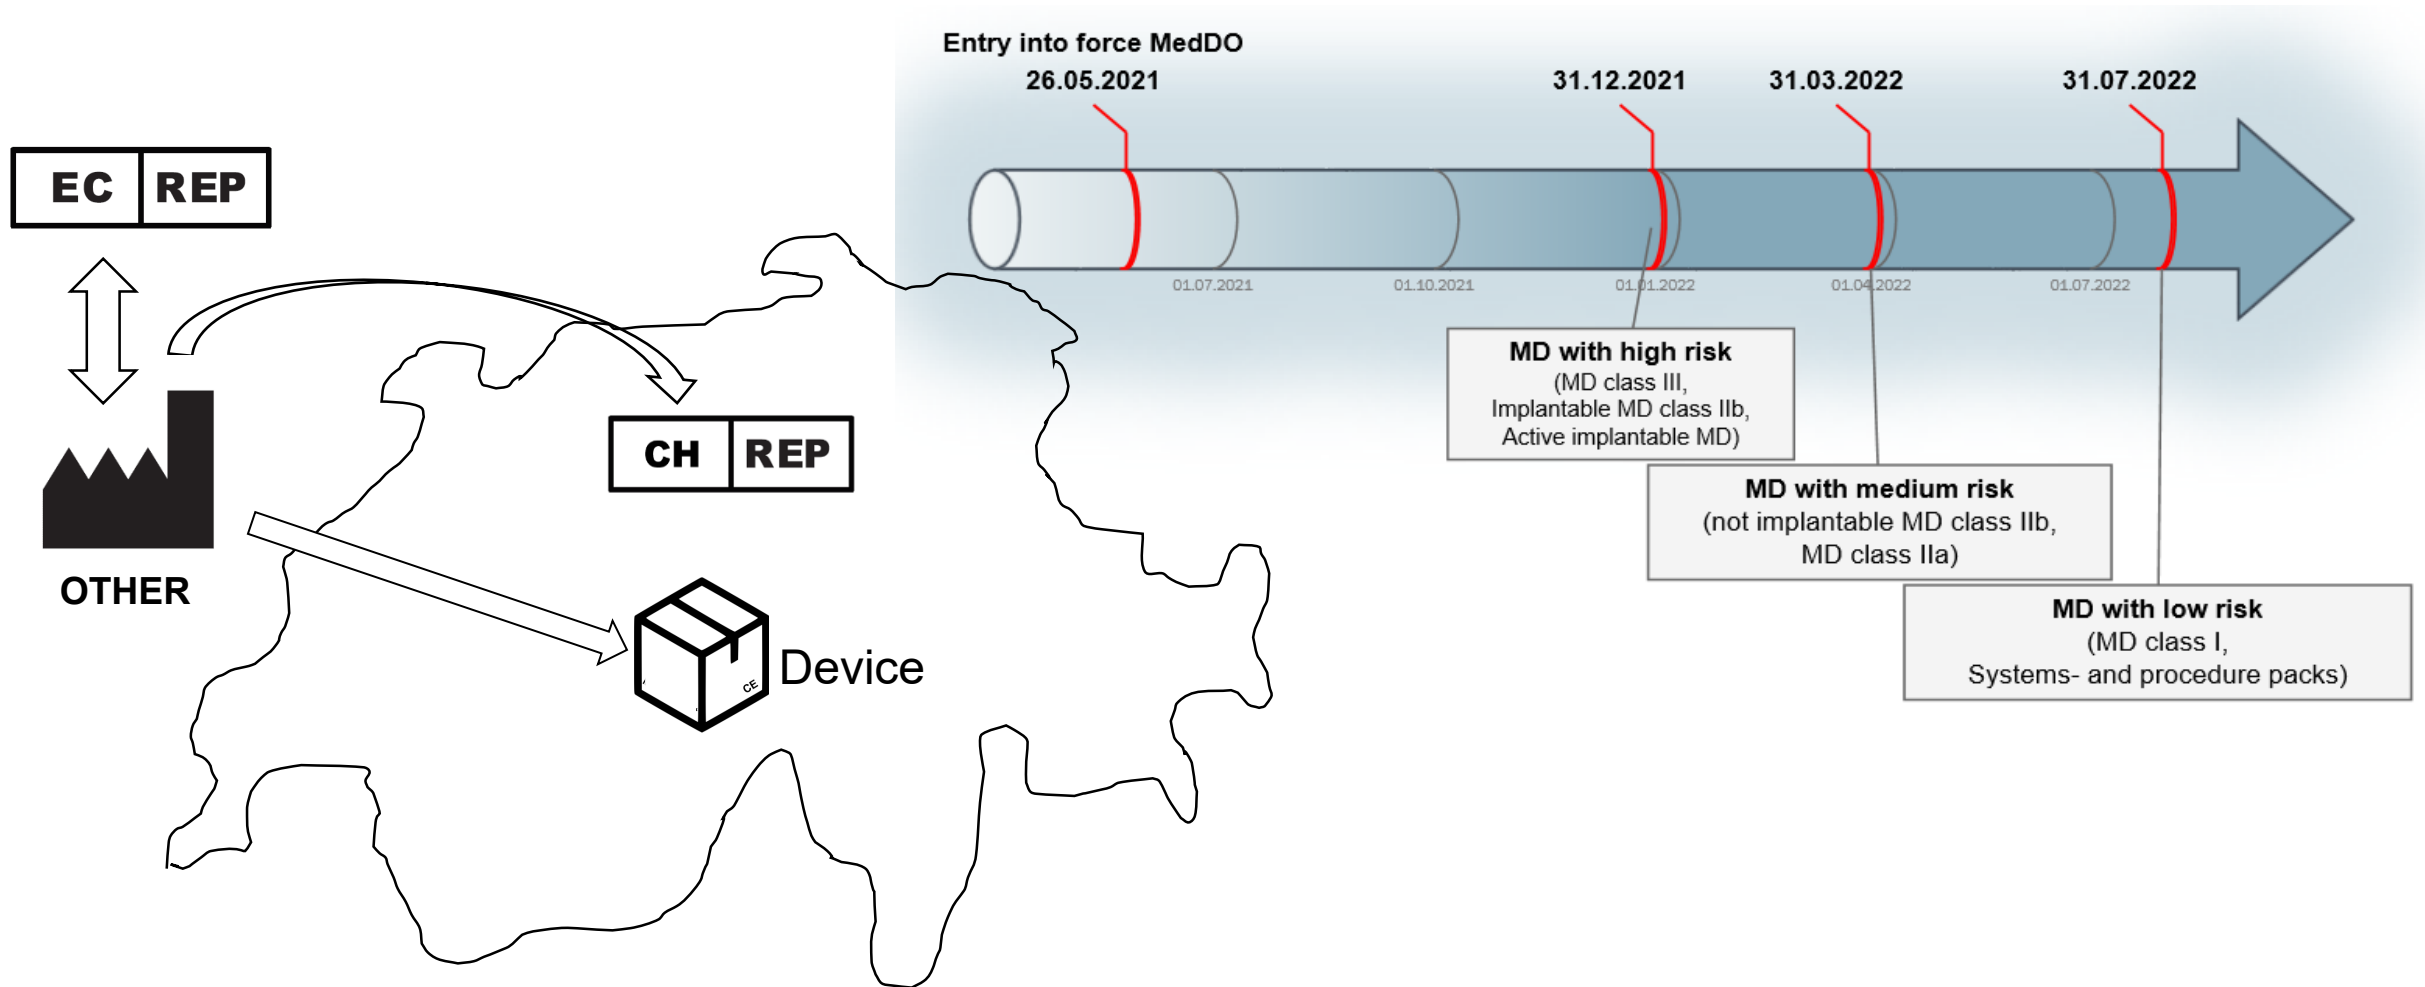 Entry into force MedDO
26.05.2021
31.12.2021
31.03.2022
31.07.2022
01.07.2021
01.10.2021
01.01.2022
01.04.2022
01.07.2022
EC REP
CH REP
OTHER
CE
Device
MD with high risk
(MD class III,
Implantable MD class IIb,
Active implantable MD)
MD with medium risk
(not implantable MD class IIb,
MD class IIa)
MD with low risk
(MD class I,
Systems- and procedure packs)